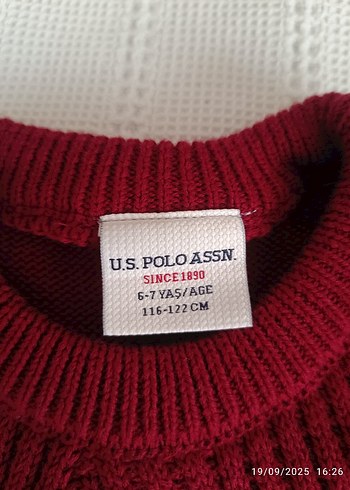 U.S. POLO ASSN.
SINCE 1890
6-7 YAŞ/AGE
116-122 CM
19/09/2025 16:26